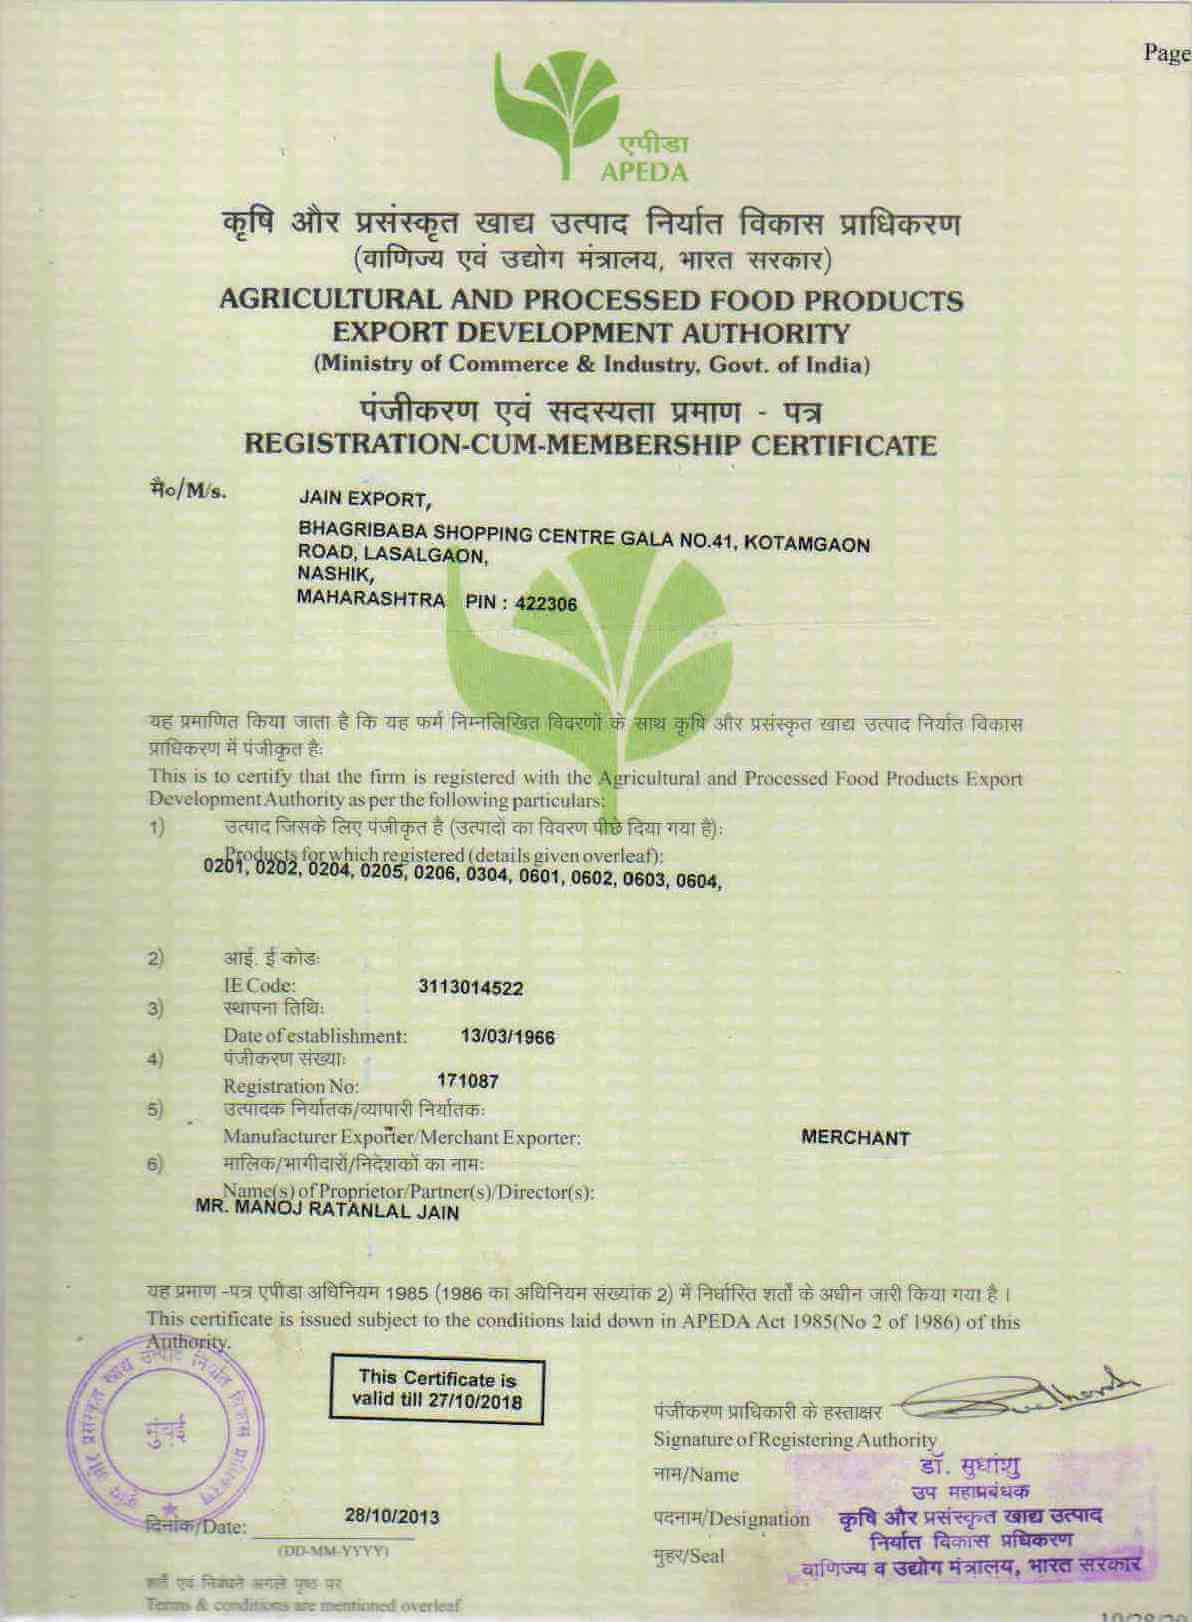 Page
एपीडा
APEDA
कृषि और प्रसंस्कृत खाद्य उत्पाद निर्यात विकास प्राधिकरण
(वाणिज्य एवं उद्योग मंत्रालय, भारत सरकार)
AGRICULTURAL AND PROCESSED FOOD PRODUCTS
EXPORT DEVELOPMENT AUTHORITY
(Ministry of Commerce & Industry, Govt. of India)
पंजीकरण एवं सदस्यता प्रमाण - पत्र
REGISTRATION-CUM-MEMBERSHIP CERTIFICATE
मै०/M/s. JAIN EXPORT,
BHAGRIBABA SHOPPING CENTRE GALA NO.41, KOTAMGAON
ROAD, LASALGAON,
NASHIK,
MAHARASHTRA PIN : 422306
यह प्रमाणित किया जाता है कि यह फर्म निम्नलिखित विवरणों के साथ कृषि और प्रसंस्कृत खाद्य उत्पाद निर्यात विकास
प्राधिकरण में पंजीकृत है:
This is to certify that the firm is registered with the Agricultural and Processed Food Products Export
Development Authority as per the following particulars:
1) उत्पाद जिसके लिए पंजीकृत है (उत्पादों का विवरण पीछे दिया गया है):
Products for which registered (details given overleaf):
0201, 0202, 0204, 0205, 0206, 0304, 0601, 0602, 0603, 0604,
2) आई. ई कोड:
IE Code: 3113014522
3) स्थापना तिथि:
Date of establishment: 13/03/1966
4) पंजीकरण संख्या:
Registration No: 171087
5) उत्पादक निर्यातक/व्यापारी निर्यातक:
Manufacturer Exporter/Merchant Exporter: MERCHANT
6) मालिक/भागीदारों/निदेशकों का नाम:
Name(s) of Proprietor/Partner(s)/Director(s):
MR. MANOJ RATANLAL JAIN
यह प्रमाण -पत्र एपीडा अधिनियम 1985 (1986 का अधिनियम संख्यांक 2) में निर्धारित शर्तों के अधीन जारी किया गया है ।
This certificate is issued subject to the conditions laid down in APEDA Act 1985(No 2 of 1986) of this
Authority.
और प्रसंस्कृत खाद्य उत्पाद निर्यात विकास प्राधिकरण
This Certificate is
valid till 27/10/2018
पंजीकरण प्राधिकारी के हस्ताक्षर
Signature of Registering Authority
नाम/Name डॉ. सुधांशु
उप महाप्रबंधक
पदनाम/Designation कृषि और प्रसंस्कृत खाद्य उत्पाद
निर्यात विकास प्रधिकरण
मुहर/Seal वाणिज्य व उद्योग मंत्रालय, भारत सरकार
दिनांक/Date: 28/10/2013
(DD-MM-YYYY)
शर्तें एवं निबंधने अगले पृष्ठ पर
Terms & conditions are mentioned overleaf